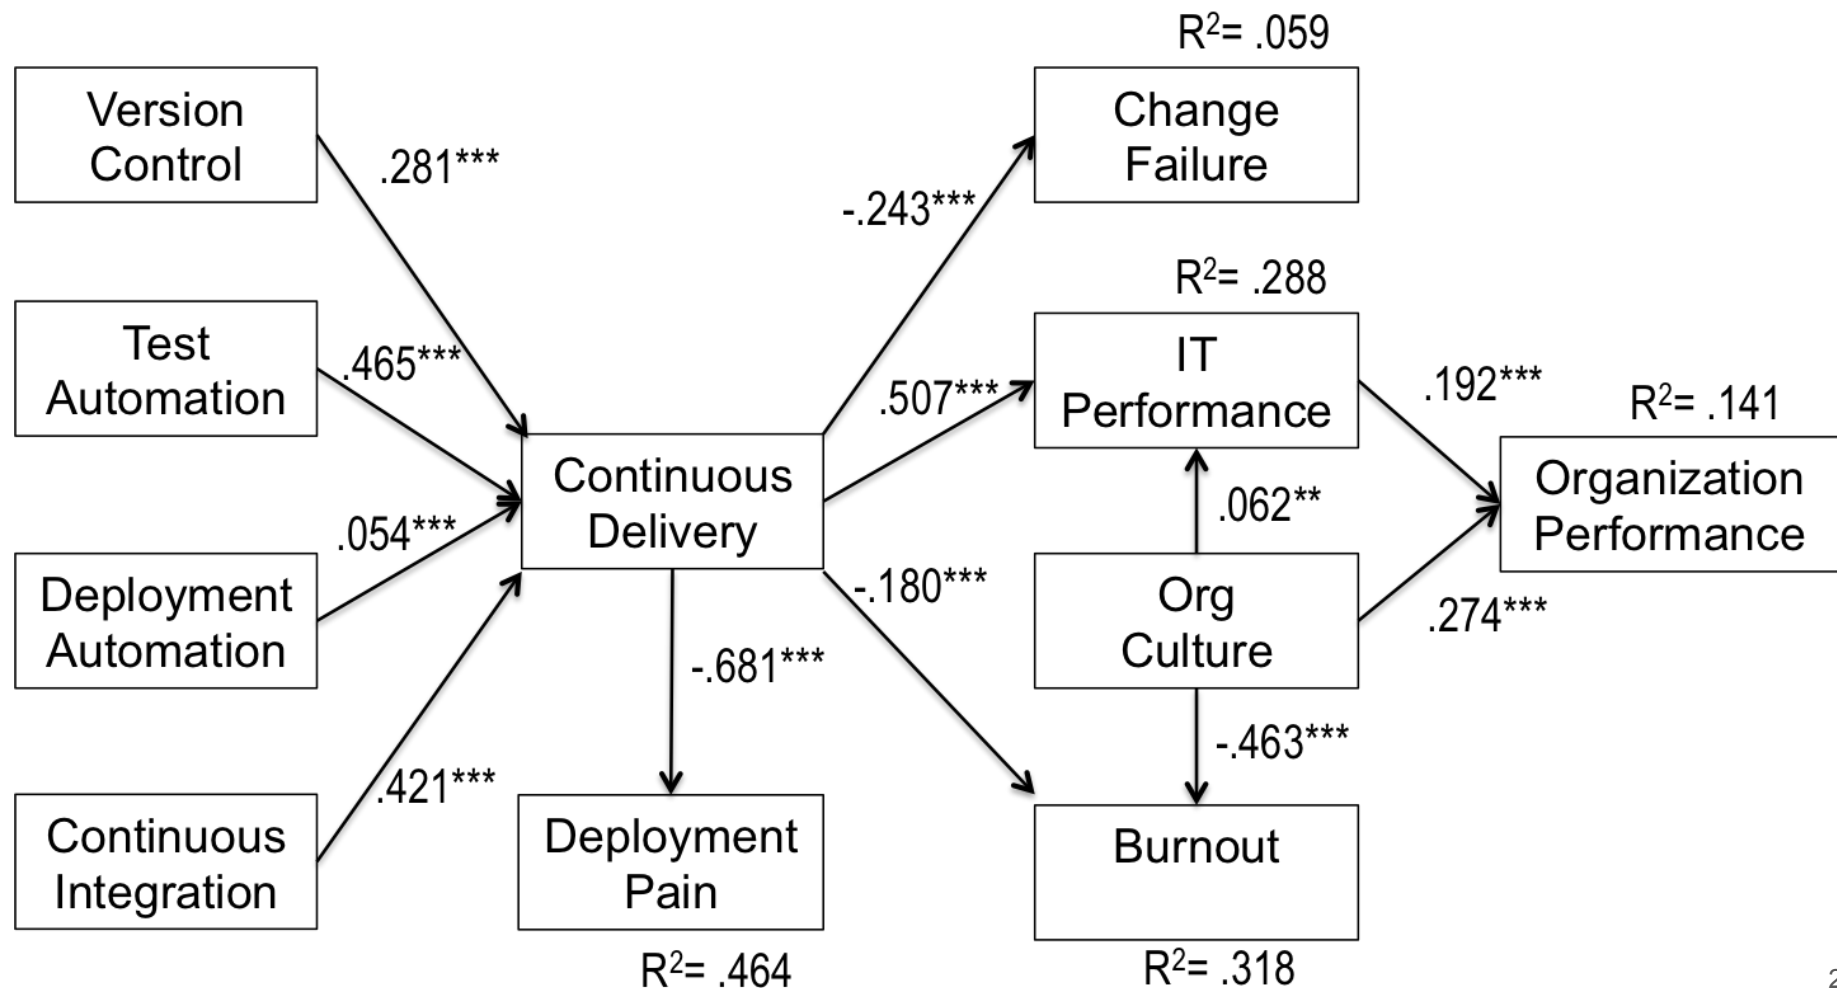 R²= .059
Version
Control
.281***
Change
Failure
-.243***
R²= .288
Test
Automation
.465***
.507***
IT
Performance
.192***
R²= .141
Continuous
Delivery
.062**
Organization
Performance
.054***
Deployment
Automation
-.180***
Org
Culture
.274***
-.681***
-.463***
.421***
Continuous
Integration
Deployment
Pain
Burnout
R²= .464
R²= .318
2